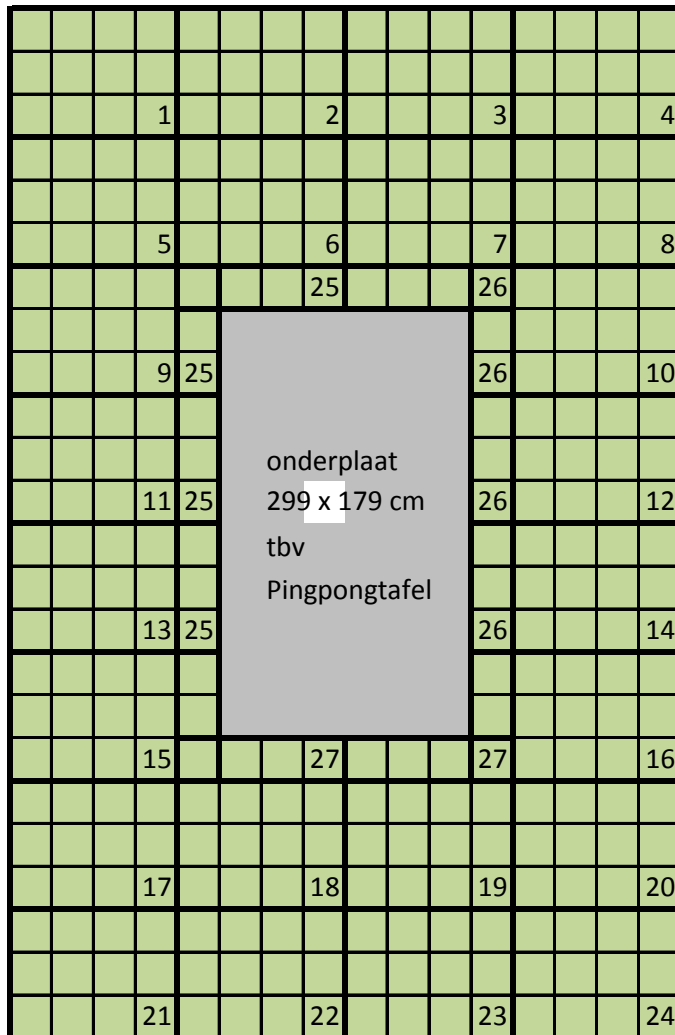 1 2 3 4
5 6 7 8
25 26
9 25 26 10
onderplaat
11 25 299 x 179 cm 26 12
tbv
Pingpongtafel
13 25 26 14
15 27 27 16
17 18 19 20
21 22 23 24